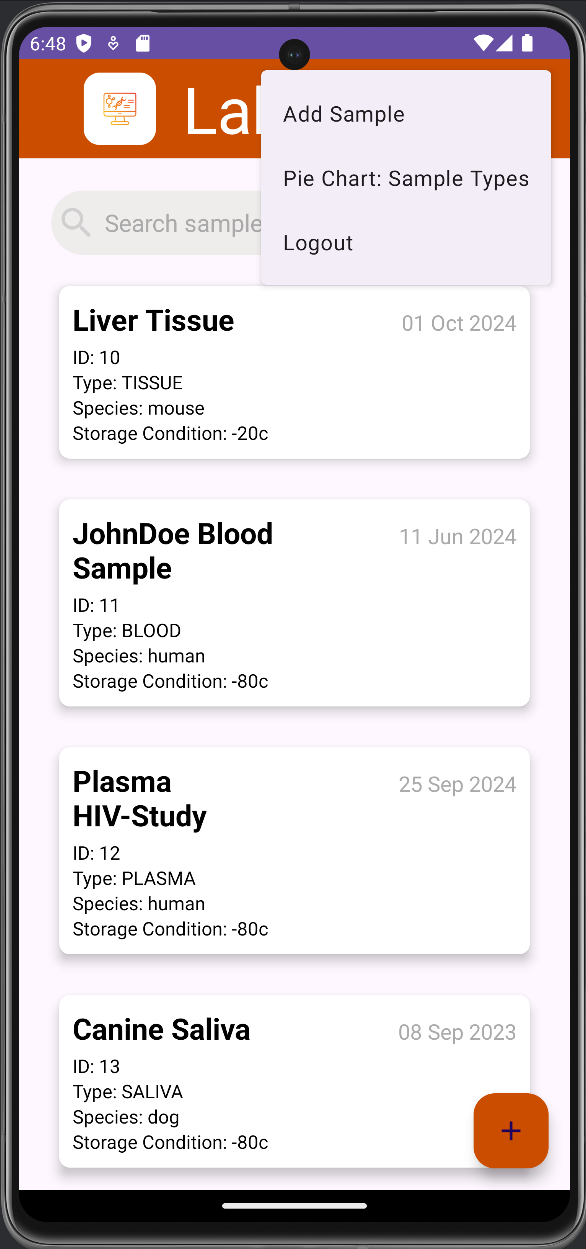 6:48
Lal
Add Sample
Pie Chart: Sample Types
Logout
Search sample
Liver Tissue
01 Oct 2024
ID: 10
Type: TISSUE
Species: mouse
Storage Condition: -20c
JohnDoe Blood
Sample
11 Jun 2024
ID: 11
Type: BLOOD
Species: human
Storage Condition: -80c
Plasma
HIV-Study
25 Sep 2024
ID: 12
Type: PLASMA
Species: human
Storage Condition: -80c
Canine Saliva
08 Sep 2023
ID: 13
Type: SALIVA
Species: dog
Storage Condition: -80c
+